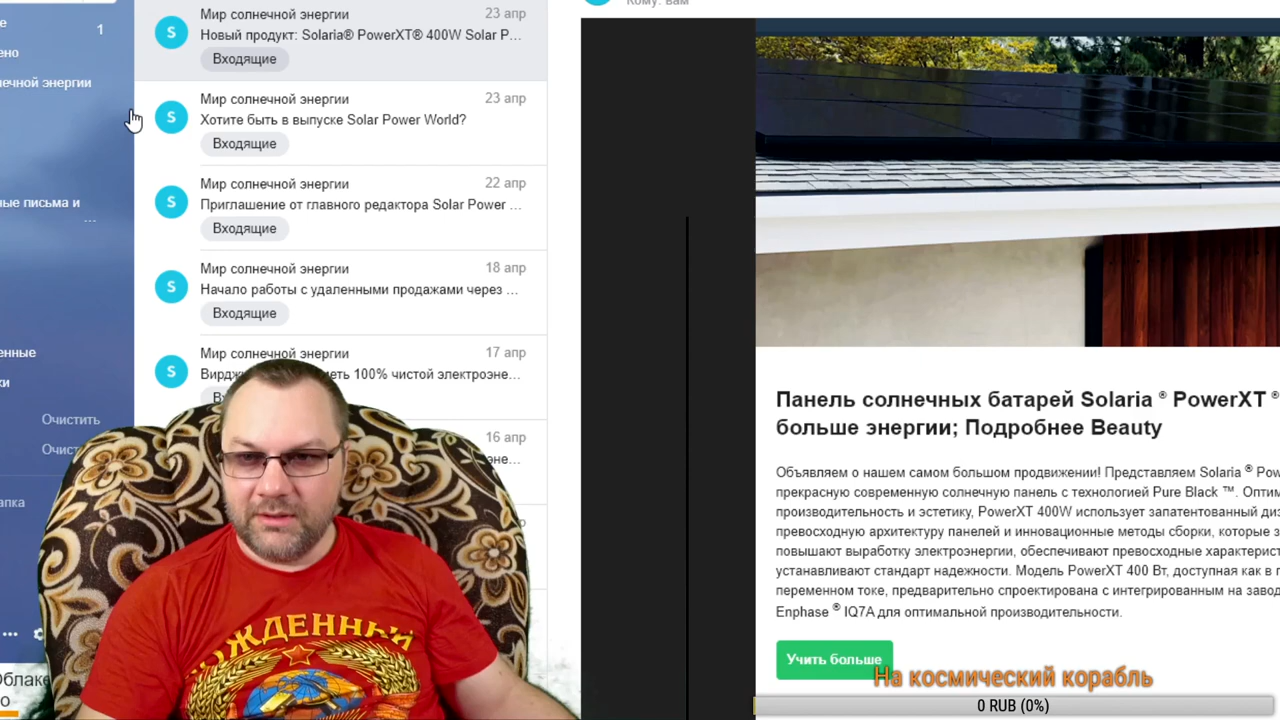 1
ено
ечной энергии
ные письма и
...
енные
ки
Очистить
апка
Мир солнечной энергии
23 апр
Новый продукт: Solaria® PowerXT® 400W Solar P...
Входящие
Мир солнечной энергии
23 апр
Хотите быть в выпуске Solar Power World?
Входящие
Мир солнечной энергии
22 апр
Приглашение от главного редактора Solar Power ...
Входящие
Мир солнечной энергии
18 апр
Начало работы с удаленными продажами через ...
Входящие
Мир солнечной энергии
17 апр
100% чистой электроэне...
16 апр
S
S
S
S
S
Кому: вам
Панель солнечных батарей Solaria ® PowerXT ®
больше энергии; Подробнее Beauty
Объявляем о нашем самом большом продвижении! Представляем Solaria ® Pow
прекрасную современную солнечную панель с технологией Pure Black ™. Оптим
производительность и эстетику, PowerXT 400W использует запатентованный диз
превосходную архитектуру панелей и инновационные методы сборки, которые з
повышают выработку электроэнергии, обеспечивают превосходные характерист
устанавливают стандарт надежности. Модель PowerXT 400 Вт, доступная как в п
переменном токе, предварительно спроектирована с интегрированным на завод
Enphase ® IQ7A для оптимальной производительности.
Учить больше
На космический корабль
0 RUB (0%)
ОЖДЕННЫЙ